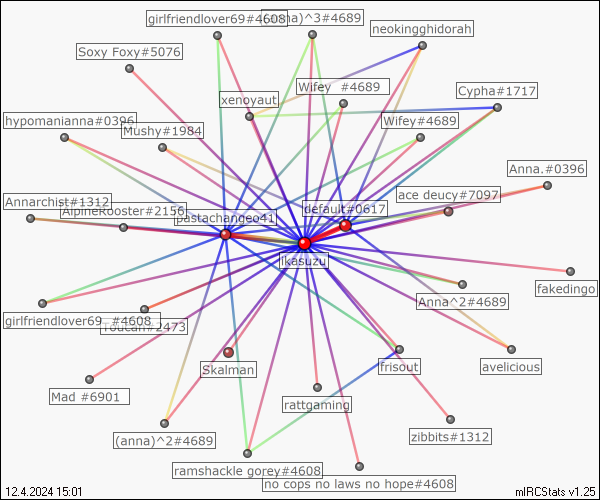 girlfriendlover69#4608
(anna)^3#4689
neokingghidorah
Soxy Foxy#5076
Wifey_#4689
Cypha#1717
xenoyaut
hypomanianna#0396
Mushy#1984
Wifey#4689
Anna.#0396
ace deucy#7097
Annarchist#1312
AlpineRooster#2156
pastachangeo41
default#0617
ikasuzu
fakedingo
Anna^2#4689
girlfriendlover69_#4608
Toucan#2473
Skalman
frisout
avelicious
Mad #6901
rattgaming
(anna)^2#4689
zibbits#1312
ramshackle gorey#4608
no cops no laws no hope#4608
12.4.2024 15:01
mIRCStats v1.25